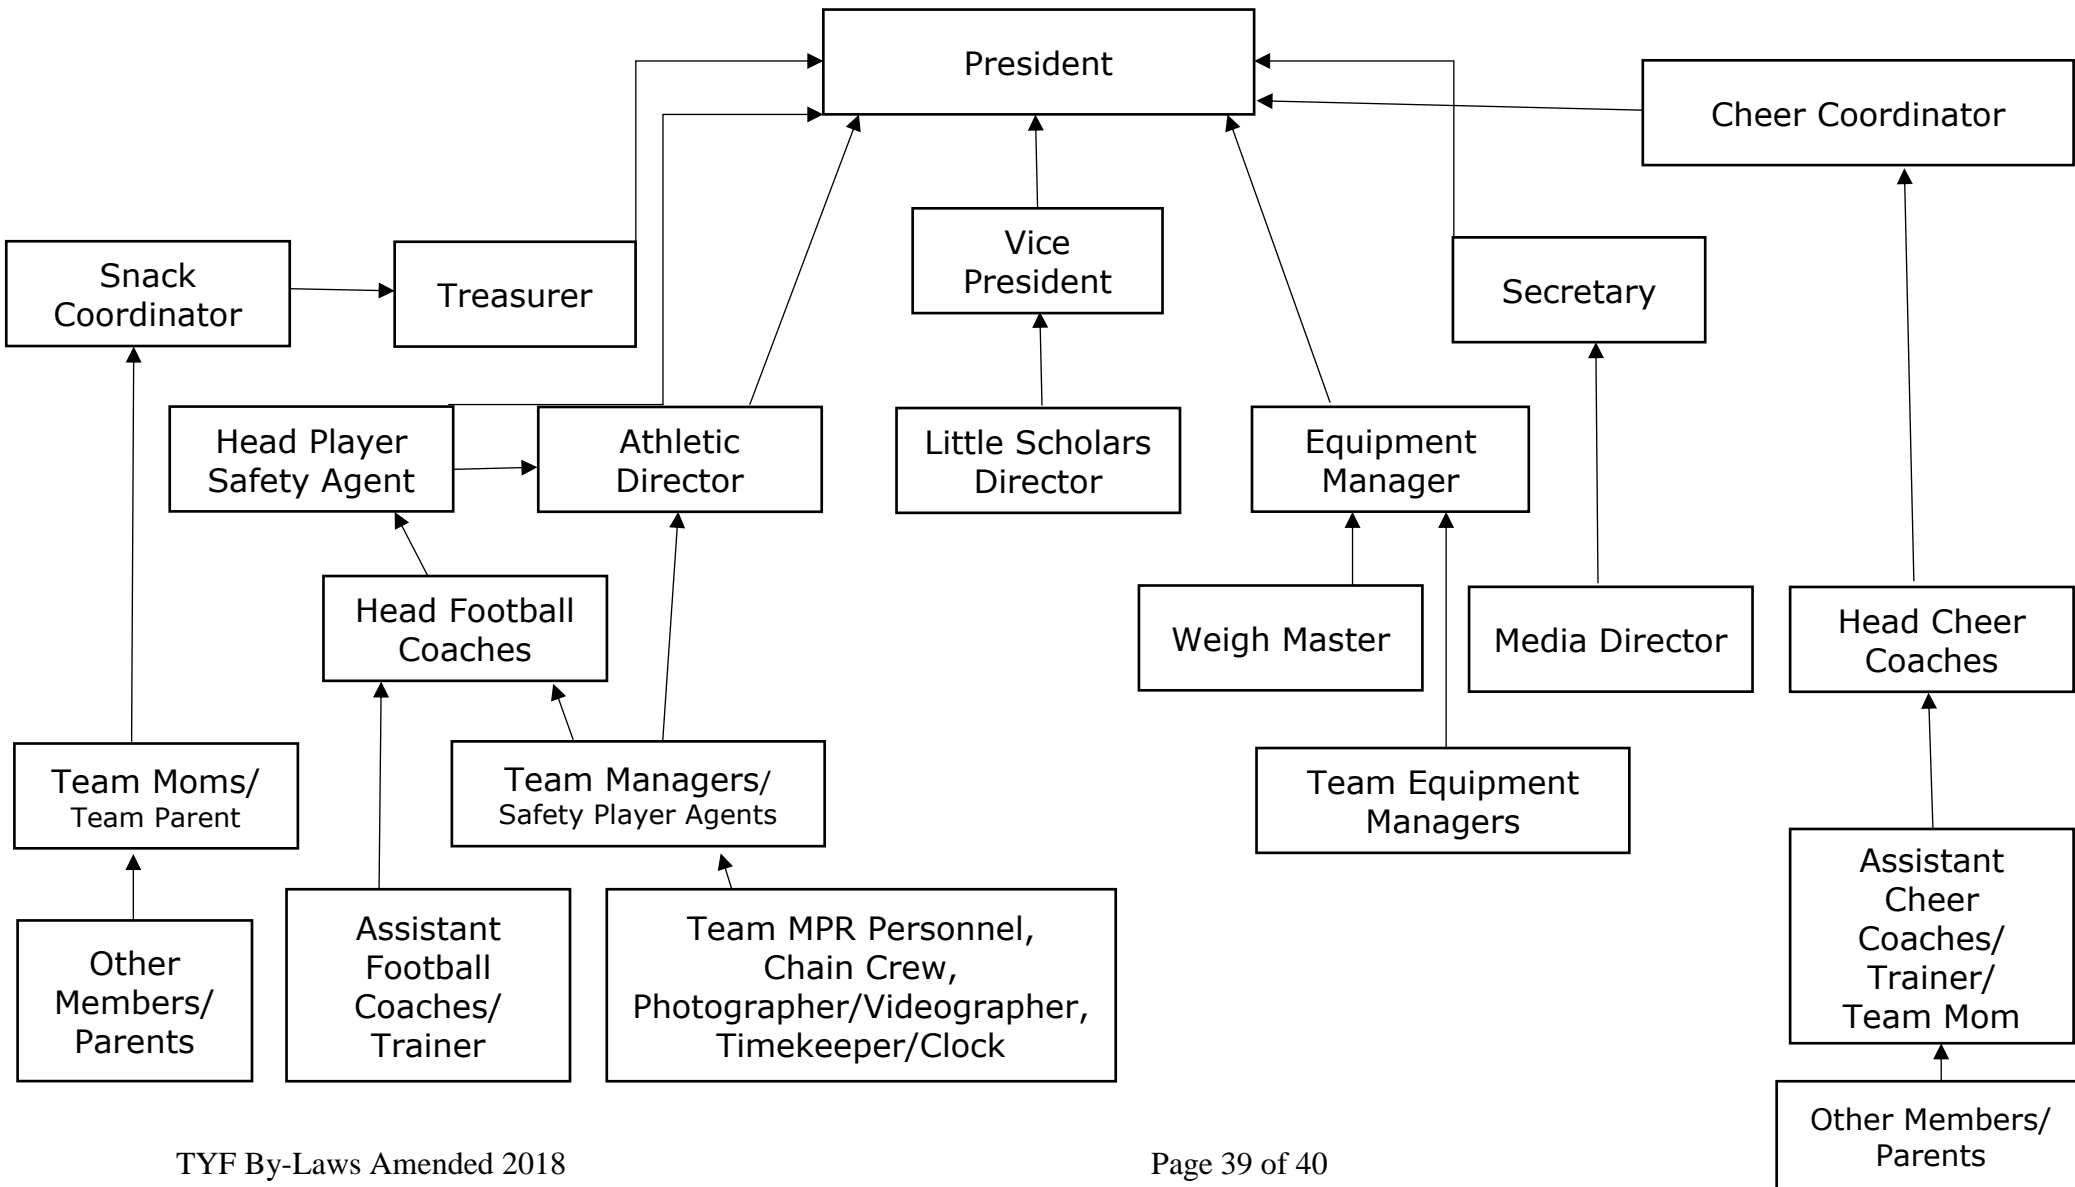 President
Cheer Coordinator
Vice
President
Snack
Coordinator
Treasurer
Secretary
Head Player
Safety Agent
Athletic
Director
Little Scholars
Director
Equipment
Manager
Head Football
Coaches
Weigh Master
Media Director
Head Cheer
Coaches
Team Moms/
Team Parent
Team Managers/
Safety Player Agents
Team Equipment
Managers
Assistant
Cheer
Coaches/
Trainer/
Team Mom
Other
Members/
Parents
Assistant
Football
Coaches/
Trainer
Team MPR Personnel,
Chain Crew,
Photographer/Videographer,
Timekeeper/Clock
Other Members/
Parents
TYF By-Laws Amended 2018
Page 39 of 40